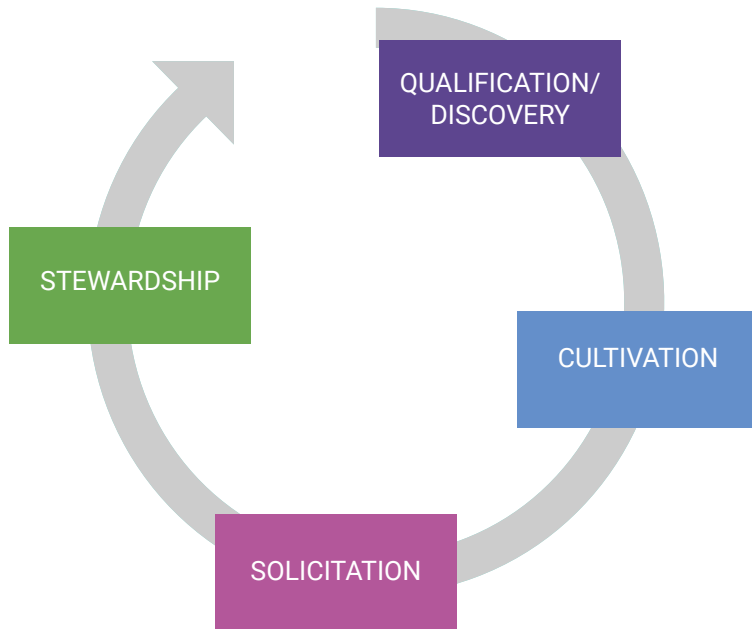 QUALIFICATION/
DISCOVERY
CULTIVATION
SOLICITATION
STEWARDSHIP